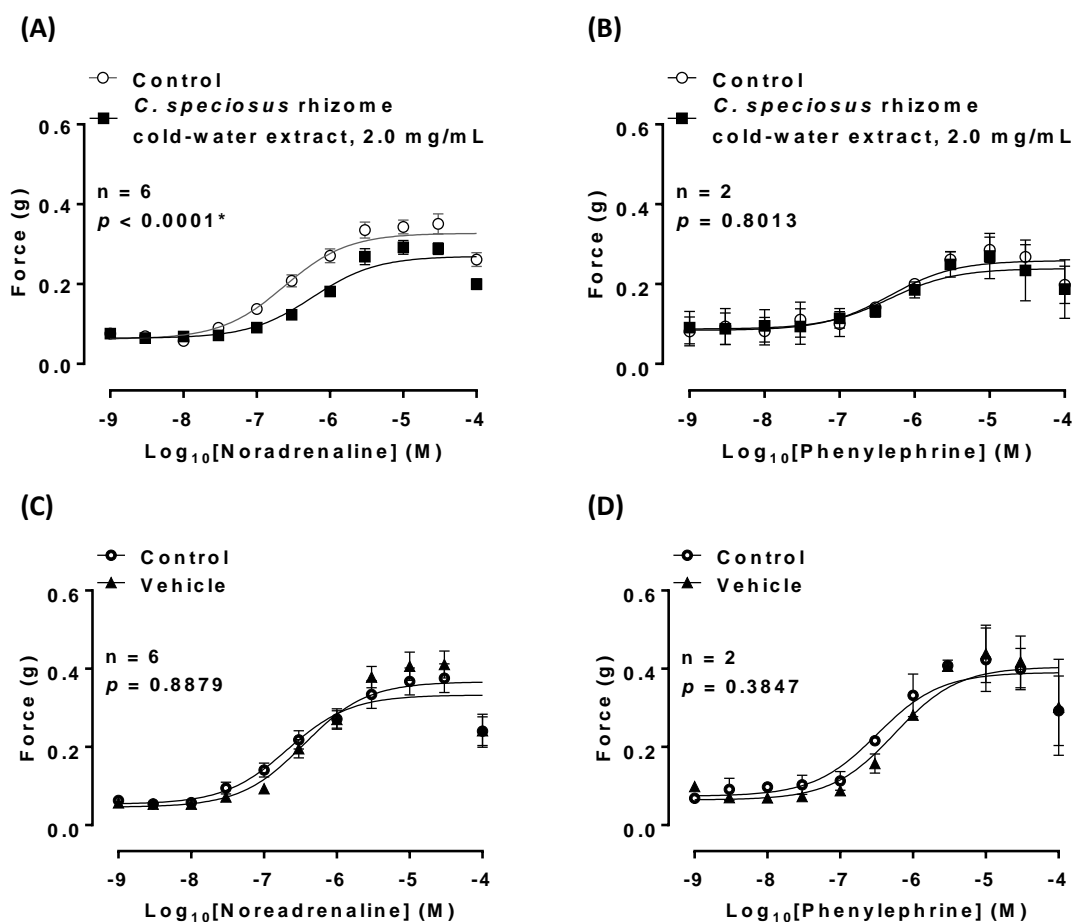 (A)
Control
C. speciosus rhizome
cold-water extract, 2.0 mg/mL
n = 6
p < 0.0001*
Force (g)
0.6
0.4
0.2
0.0
-9 -8 -7 -6 -5 -4
Log10[Noradrenaline] (M)
(B)
Control
C. speciosus rhizome
cold-water extract, 2.0 mg/mL
n = 2
p = 0.8013
Force (g)
0.6
0.4
0.2
0.0
-9 -8 -7 -6 -5 -4
Log10[Phenylephrine] (M)
(C)
Control
Vehicle
n = 6
p = 0.8879
Force (g)
0.6
0.4
0.2
0.0
-9 -8 -7 -6 -5 -4
Log10[Noreadrenaline] (M)
(D)
Control
Vehicle
n = 2
p = 0.3847
Force (g)
0.6
0.4
0.2
0.0
-9 -8 -7 -6 -5 -4
Log10[Phenylephrine] (M)